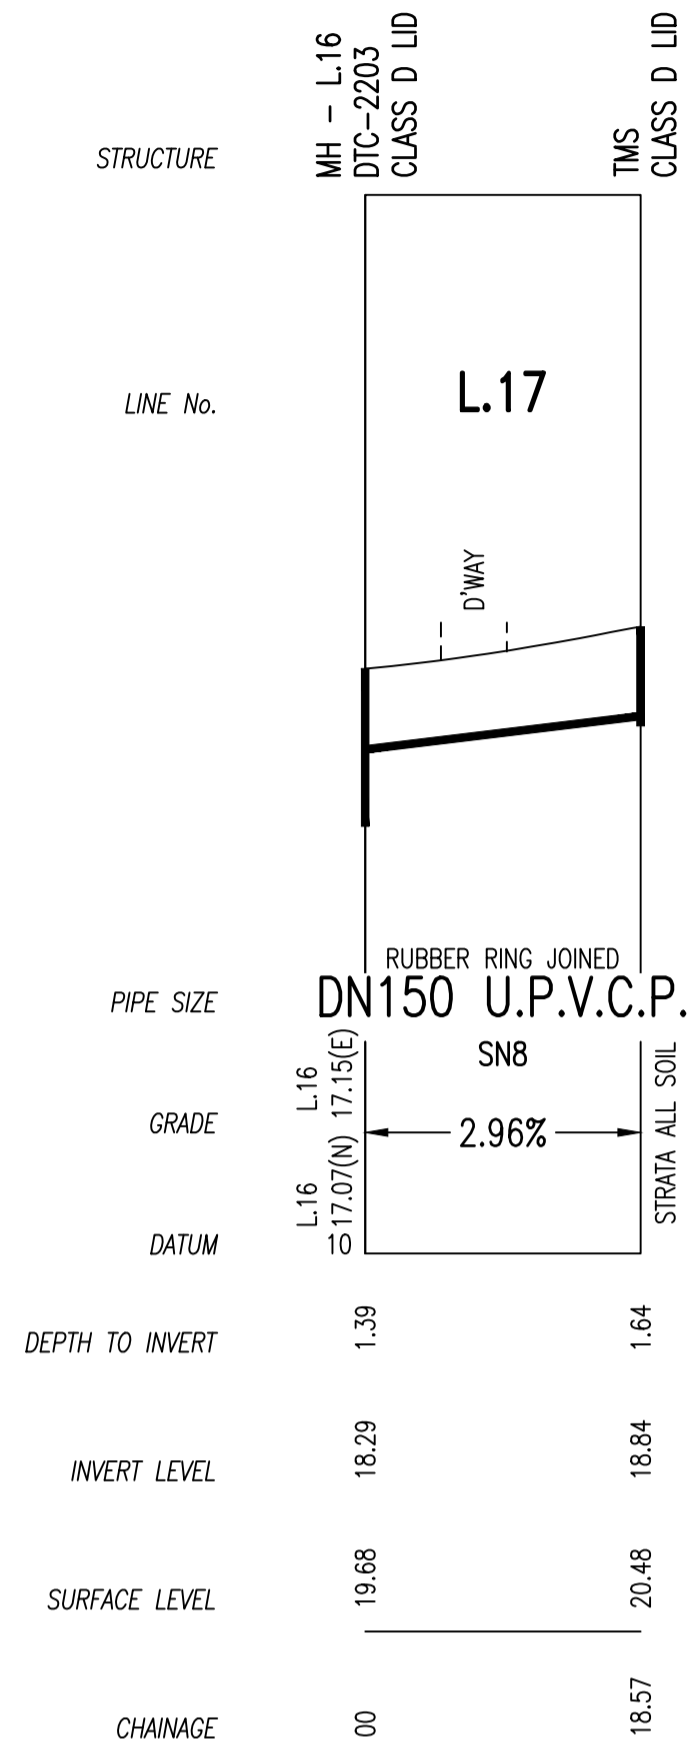 STRUCTURE
MH - L.16
DTC-2203
CLASS D LID
TMS
CLASS D LID
LINE No.
L.17
D'WAY
RUBBER RING JOINED
PIPE SIZE
DN150 U.P.V.C.P.
SN8
GRADE
L.16
17.15(E)
L.16
17.07(N)
2.96%
STRATA ALL SOIL
DATUM
10
DEPTH TO INVERT
1.39
1.64
INVERT LEVEL
18.29
18.84
SURFACE LEVEL
19.68
20.48
CHAINAGE
00
18.57